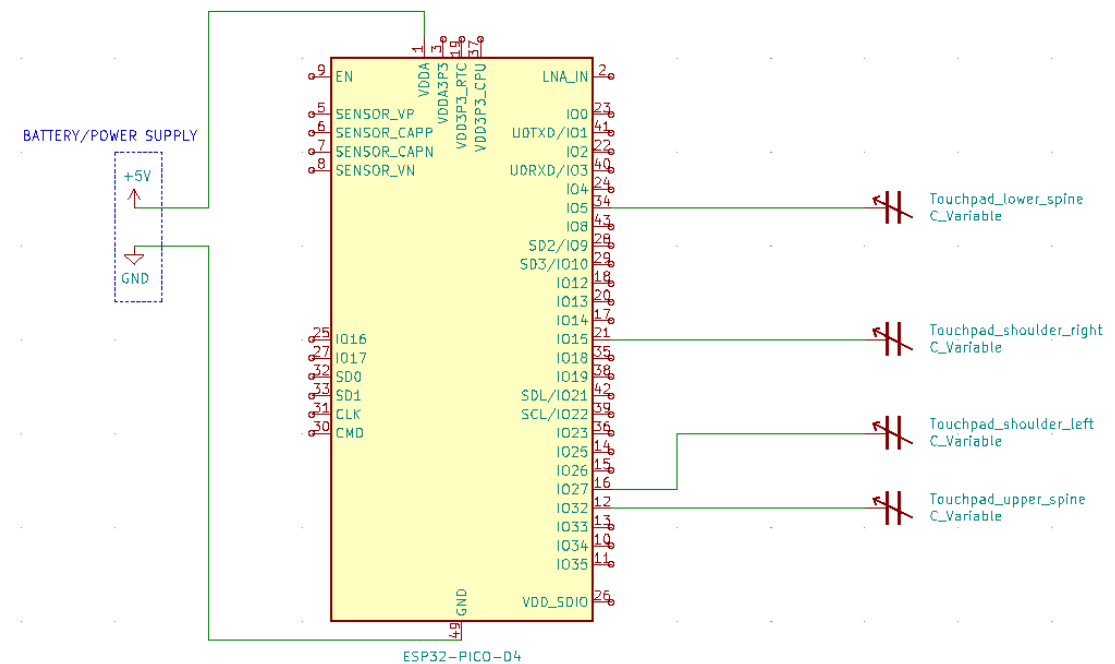 BATTERY/POWER SUPPLY
+5V
GND
1
3
19
37
VDDA
VDDA3P3
VDD3P3_RTC
VDD3P3_CPU
9 EN
5 SENSOR_VP
6 SENSOR_CAPP
7 SENSOR_CAPN
8 SENSOR_VN
25 IO16
27 IO17
32 SD0
33 SD1
31 CLK
30 CMD
LNA_IN 2
IO0 23
U0TXD/IO1 41
IO2 22
U0RXD/IO3 40
IO4 24
IO5 34
IO8 43
SD2/IO9 28
SD3/IO10 29
IO12 18
IO13 20
IO14 17
IO15 21
IO18 35
IO19 38
SDL/IO21 42
SCL/IO22 39
IO23 36
IO25 14
IO26 15
IO27 16
IO32 12
IO33 13
IO34 10
IO35 11
VDD_SDIO 26
GND
49
ESP32-PICO-D4
Touchpad_lower_spine
C_Variable
Touchpad_shoulder_right
C_Variable
Touchpad_shoulder_left
C_Variable
Touchpad_upper_spine
C_Variable